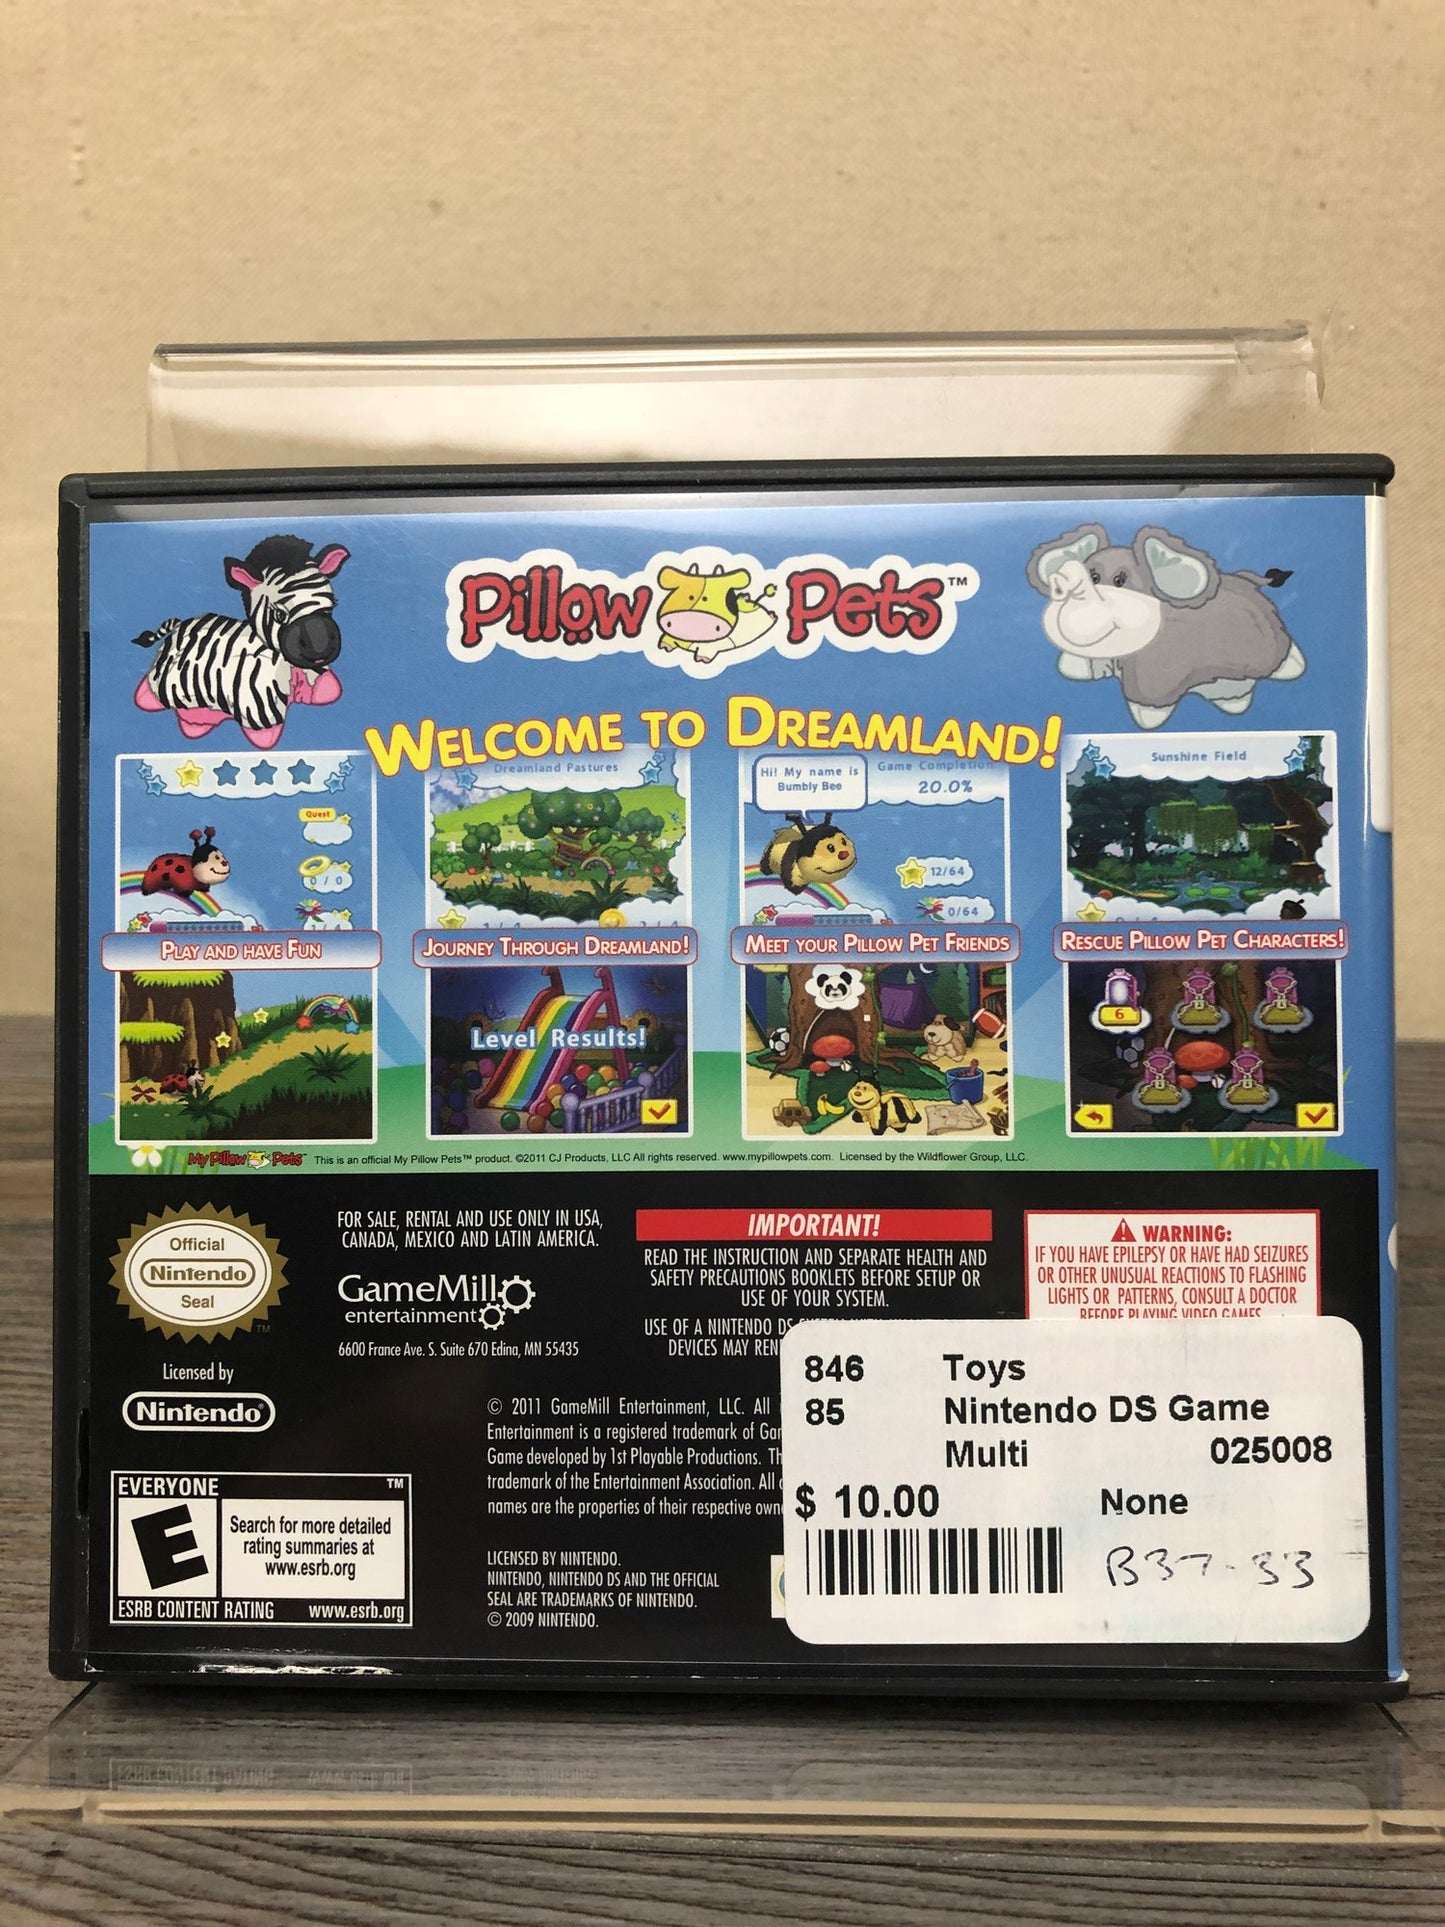 Pillow Pets™
WELCOME TO DREAMLAND!
Dreamland Pastures
Hi! My name is
Bumbly Bee
Game Completion
20.0%
Sunshine Field
Quest
0/0
1/4
12/64
0/64
PLAY AND HAVE FUN
JOURNEY THROUGH DREAMLAND!
MEET YOUR PILLOW PET FRIENDS
RESCUE PILLOW PET CHARACTERS!
Level Results!
6
My Pillow Pets™ This is an official My Pillow Pets™ product. ©2011 CJ Products, LLC All rights reserved. www.mypillowpets.com. Licensed by the Wildflower Group, LLC.
Official
Nintendo
Seal
TM
Licensed by
Nintendo®
FOR SALE, RENTAL AND USE ONLY IN USA,
CANADA, MEXICO AND LATIN AMERICA.
GameMill
entertainment
6600 France Ave. S. Suite 670 Edina, MN 55435
IMPORTANT!
READ THE INSTRUCTION AND SEPARATE HEALTH AND
SAFETY PRECAUTIONS BOOKLETS BEFORE SETUP OR
USE OF YOUR SYSTEM.
USE OF A NINTENDO DS
DEVICES MAY
WARNING:
IF YOU HAVE EPILEPSY OR HAVE HAD SEIZURES
OR OTHER UNUSUAL REACTIONS TO FLASHING
LIGHTS OR PATTERNS, CONSULT A DOCTOR
BEFORE PLAYING VIDEO GAMES
© 2011 GameMill Entertainment, LLC. All
Entertainment is a registered trademark of
Game developed by 1st Playable Productions.
trademark of the Entertainment Association. All
names are the properties of their respective
LICENSED BY NINTENDO.
NINTENDO, NINTENDO DS AND THE OFFICIAL
SEAL ARE TRADEMARKS OF NINTENDO.
© 2009 NINTENDO.
EVERYONE TM
E
Search for more detailed
rating summaries at
www.esrb.org
ESRB CONTENT RATING www.esrb.org
846 Toys
85 Nintendo DS Game
Multi 025008
$ 10.00 None
B37-33